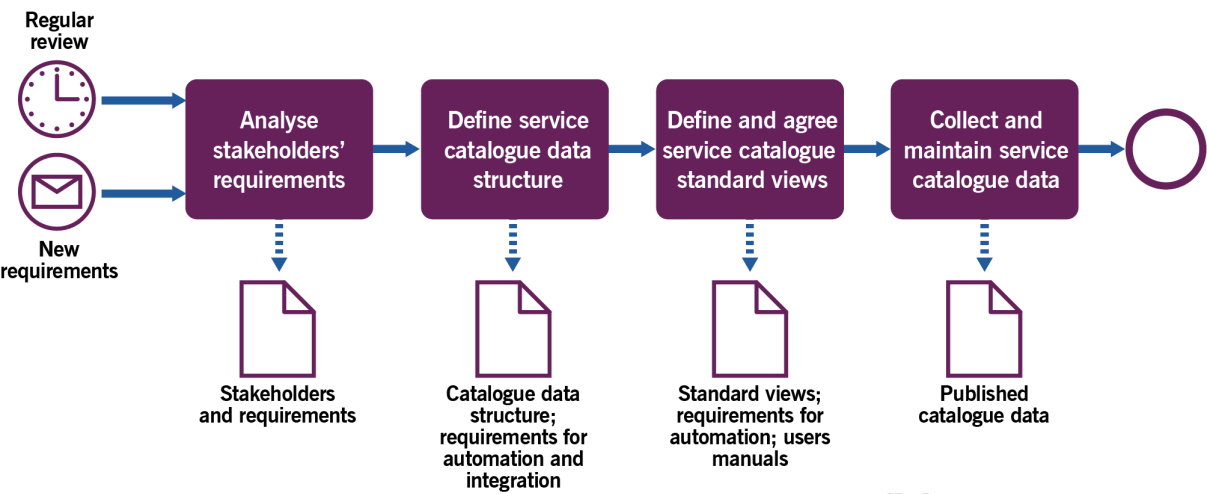 Regular
review
New
requirements
Analyse
stakeholders’
requirements
Define service
catalogue data
structure
Define and agree
service catalogue
standard views
Collect and
maintain service
catalogue data
Stakeholders
and requirements
Catalogue data
structure;
requirements for
automation and
integration
Standard views;
requirements for
automation; users
manuals
Published
catalogue data